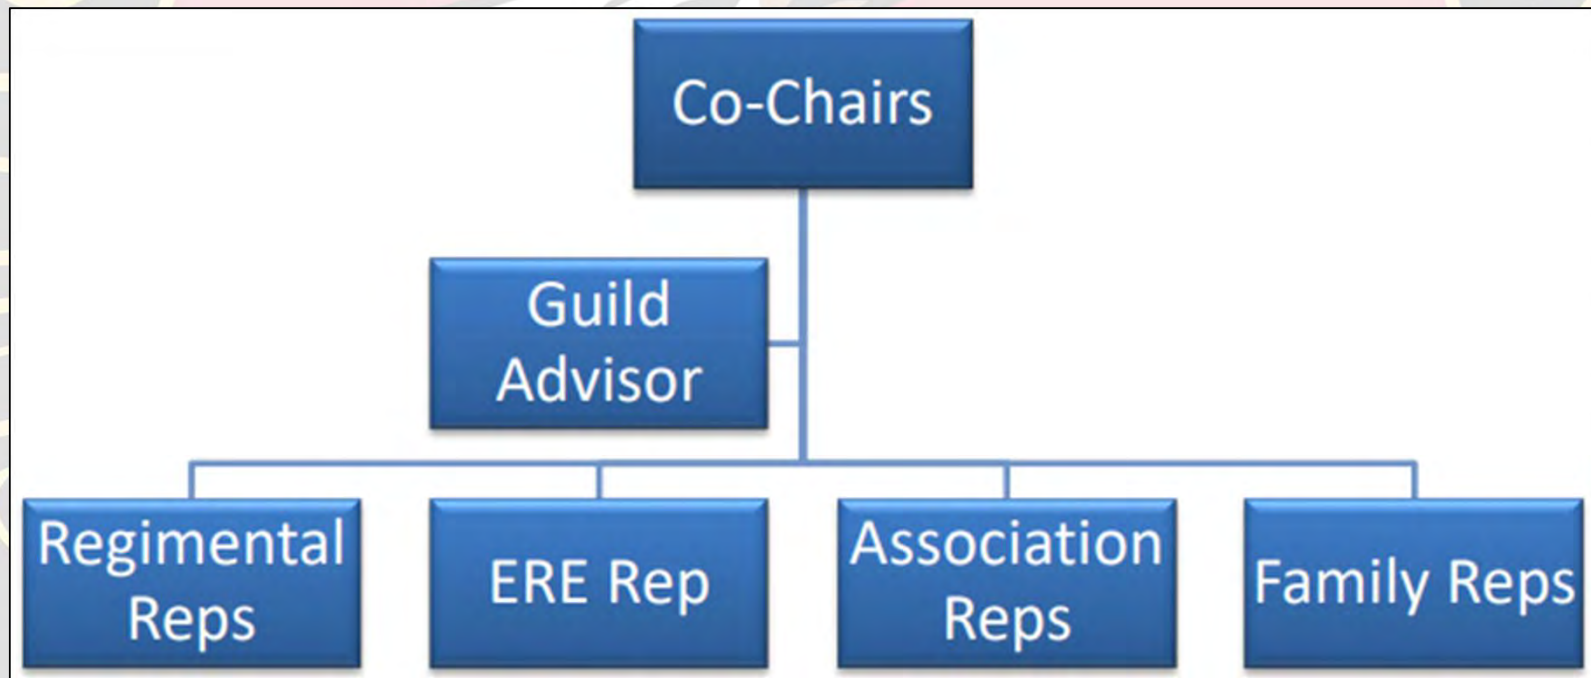 Co-Chairs
Guild
Advisor
Regimental
Reps
ERE Rep
Association
Reps
Family Reps